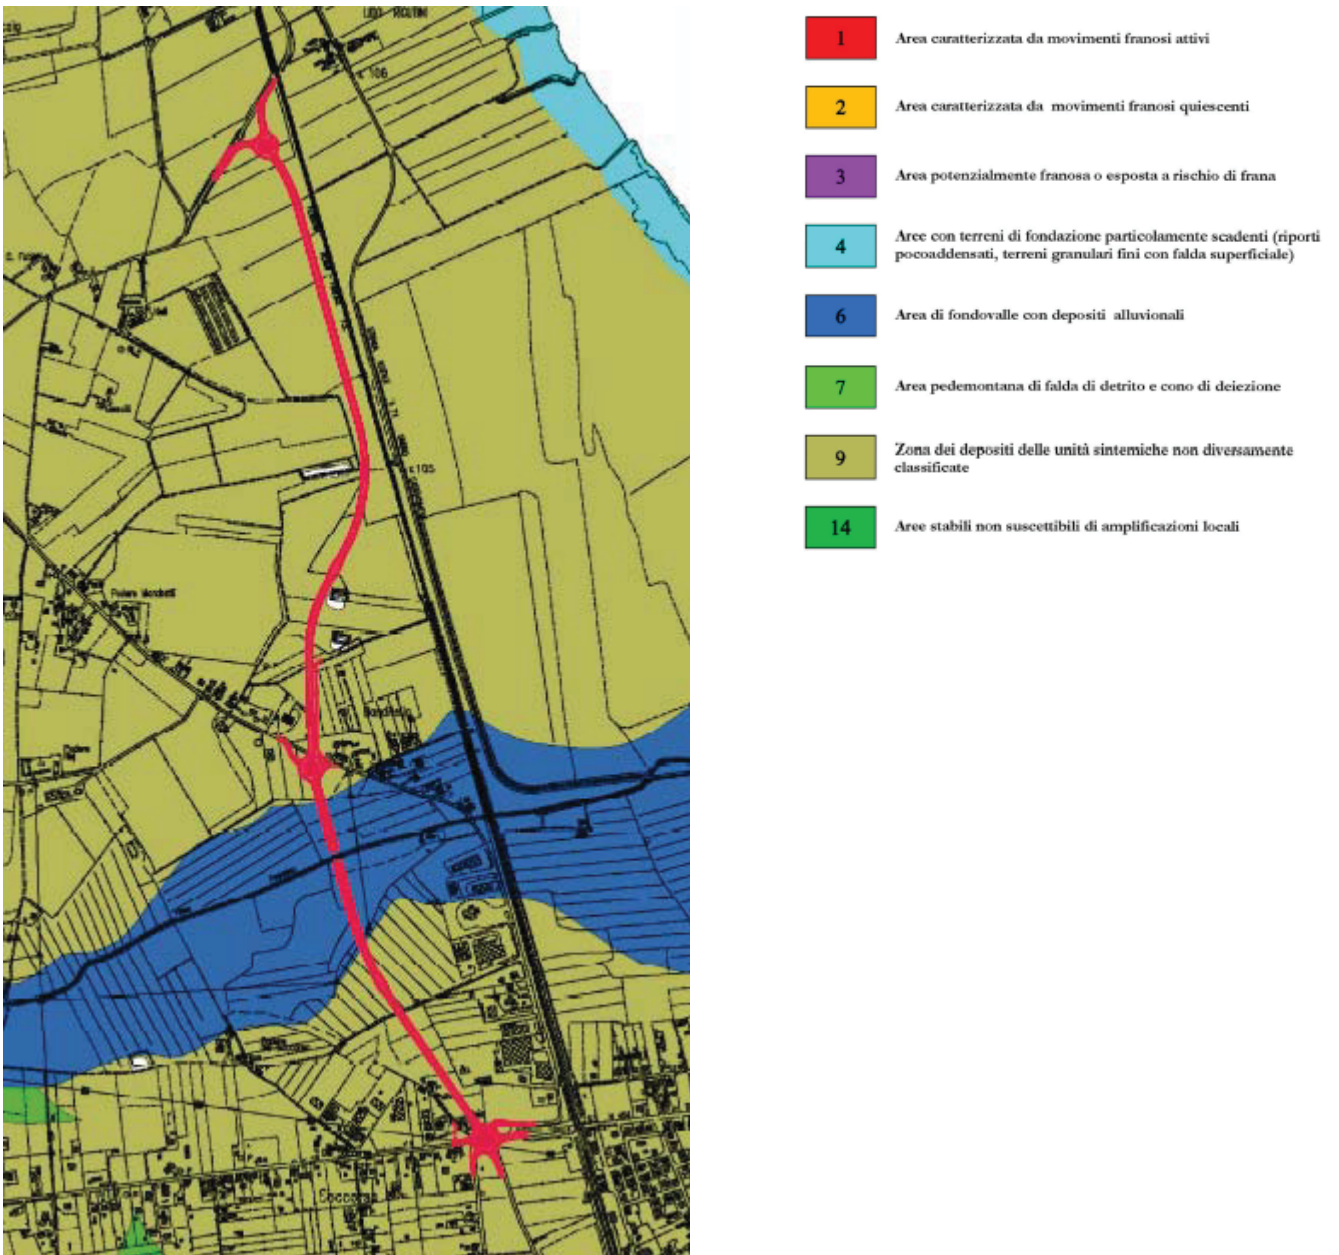 c 106
c 105
Soccorso
1
Area caratterizzata da movimenti franosi attivi
2
Area caratterizzata da movimenti franosi quiescenti
3
Area potenzialmente franosa o esposta a rischio di frana
4
Aree con terreni di fondazione particolamente scadenti (riporti
pocoaddensati, terreni granulari fini con falda superficiale)
6
Area di fondovalle con depositi alluvionali
7
Area pedemontana di falda di detrito e cono di deiezione
9
Zona dei depositi delle unità sintemiche non diversamente
classificate
14
Aree stabili non suscettibili di amplificazioni locali